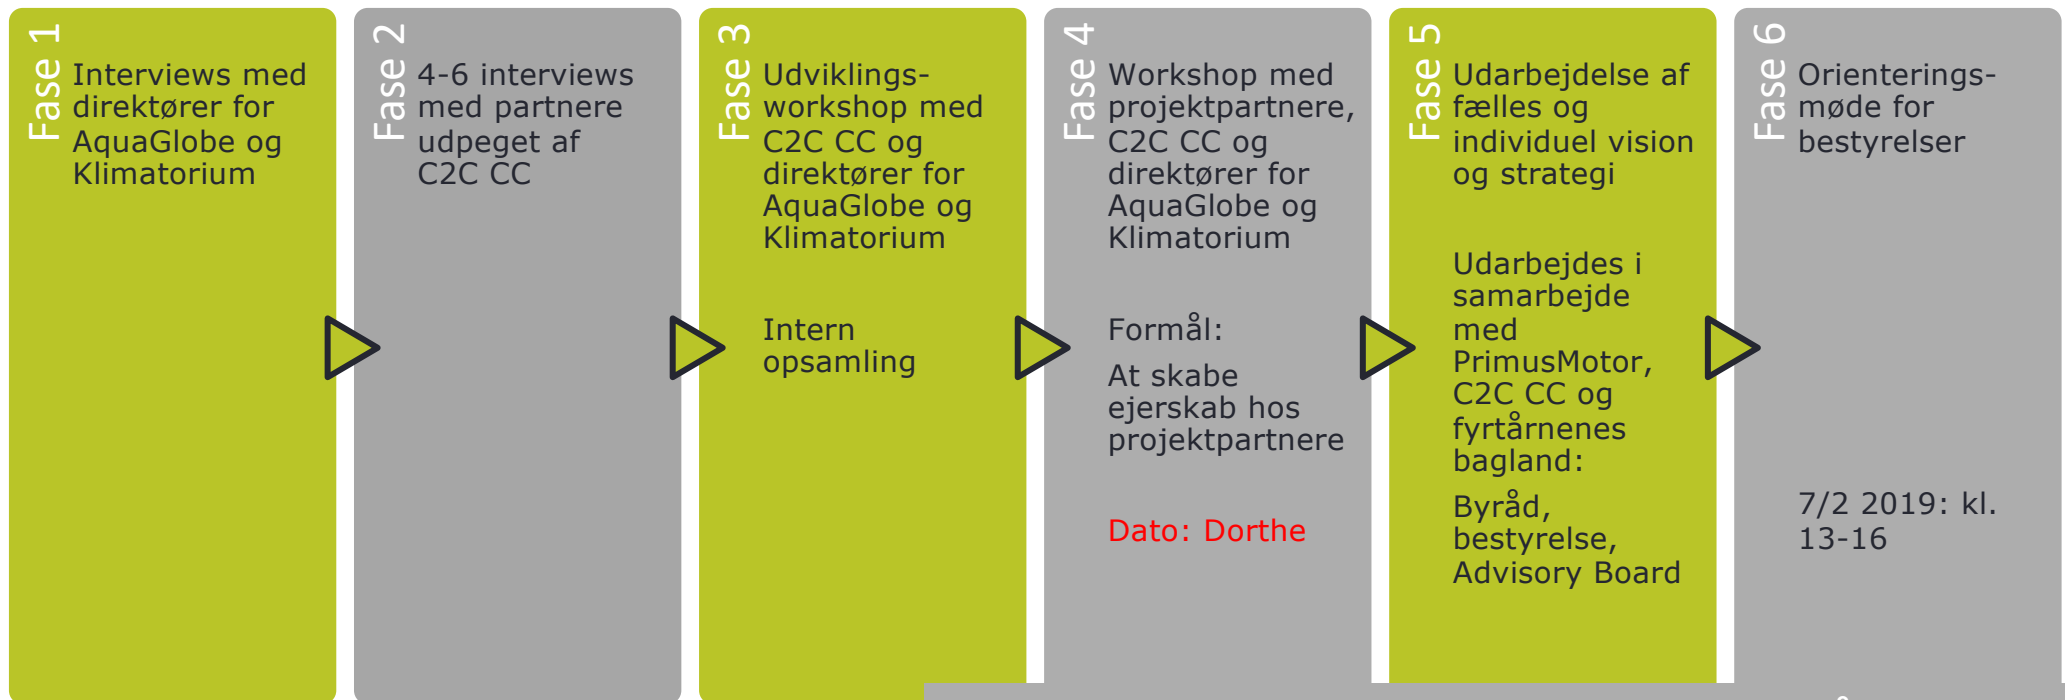 Fase 1
Interviews med
direktører for
AquaGlobe og
Klimatorium
Fase 2
4-6 interviews
med partnere
udpeget af
C2C CC
Fase 3
Udviklings-
workshop med
C2C CC og
direktører for
AquaGlobe og
Klimatorium
Intern
opsamling
Fase 4
Workshop med
projektpartnere,
C2C CC og
direktører for
AquaGlobe og
Klimatorium
Formål:
At skabe
ejerskab hos
projektpartnere
Dato: Dorthe
Fase 5
Udarbejdelse af
fælles og
individuel vision
og strategi
Udarbejdes i
samarbejde
med
PrimusMotor,
C2C CC og
fyrtårnenes
bagland:
Byråd,
bestyrelse,
Advisory Board
Fase 6
Orienterings-
møde for
bestyrelser
7/2 2019: kl.
13-16